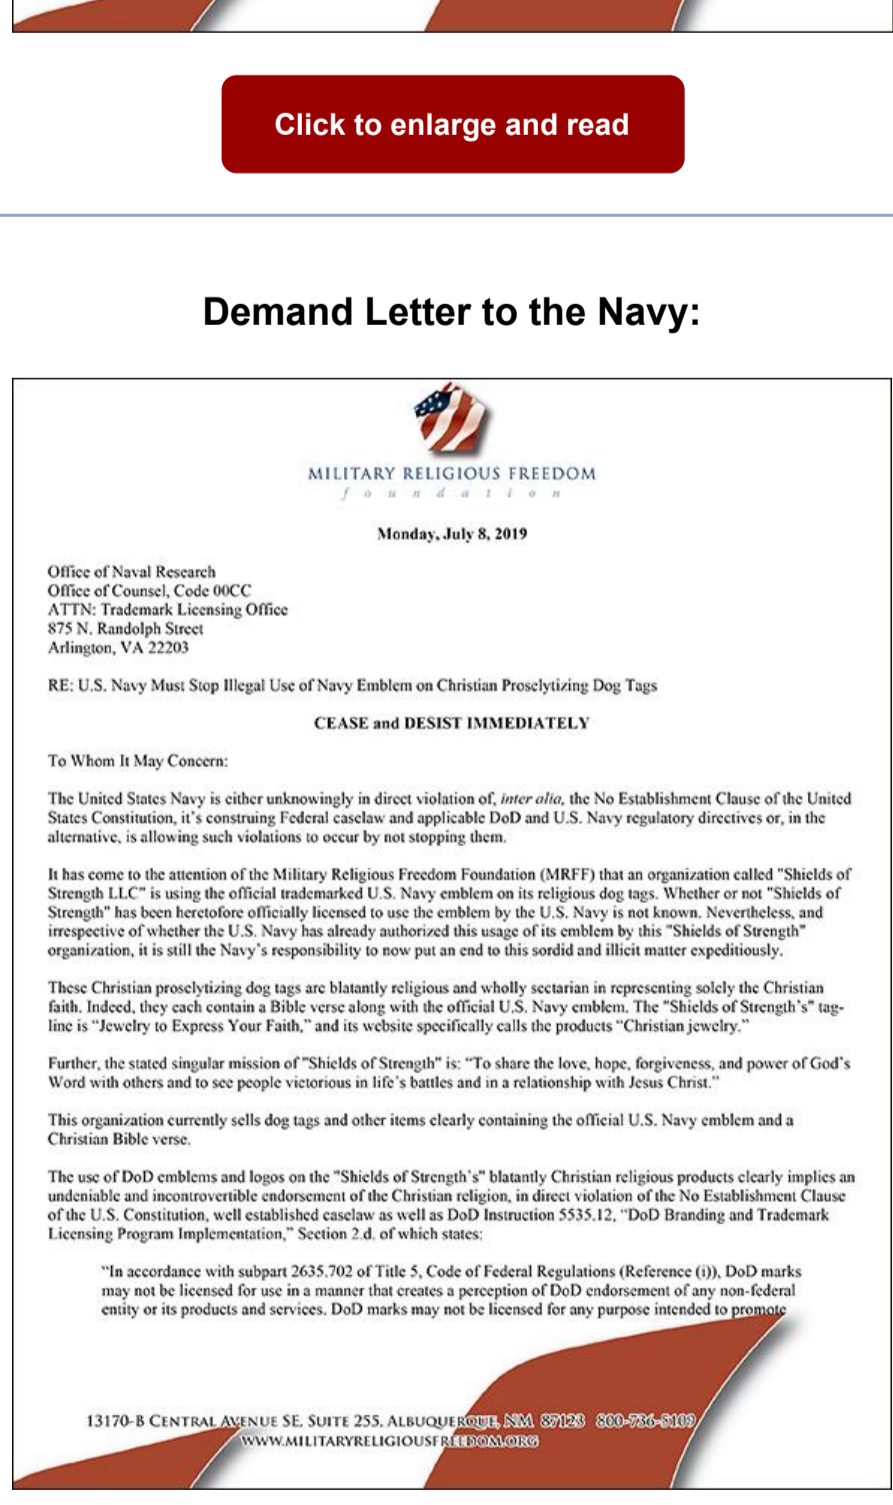 Click to enlarge and read
Demand Letter to the Navy:
MILITARY RELIGIOUS FREEDOM
foundation
Monday, July 8, 2019
Office of Naval Research
Office of Counsel, Code 00CC
ATTN: Trademark Licensing Office
875 N. Randolph Street
Arlington, VA 22203
RE: U.S. Navy Must Stop Illegal Use of Navy Emblem on Christian Proselytizing Dog Tags
CEASE and DESIST IMMEDIATELY
To Whom It May Concern:
The United States Navy is either unknowingly in direct violation of, inter alia, the No Establishment Clause of the United
States Constitution, it's construing Federal caselaw and applicable DoD and U.S. Navy regulatory directives or, in the
alternative, is allowing such violations to occur by not stopping them.
It has come to the attention of the Military Religious Freedom Foundation (MRFF) that an organization called "Shields of
Strength LLC" is using the official trademarked U.S. Navy emblem on its religious dog tags. Whether or not "Shields of
Strength" has been heretofore officially licensed to use the emblem by the U.S. Navy is not known. Nevertheless, and
irrespective of whether the U.S. Navy has already authorized this usage of its emblem by this "Shields of Strength"
organization, it is still the Navy's responsibility to now put an end to this sordid and illicit matter expeditiously.
These Christian proselytizing dog tags are blatantly religious and wholly sectarian in representing solely the Christian
faith. Indeed, they each contain a Bible verse along with the official U.S. Navy emblem. The "Shields of Strength's" tag-
line is “Jewelry to Express Your Faith,” and its website specifically calls the products “Christian jewelry.”
Further, the stated singular mission of "Shields of Strength" is: “To share the love, hope, forgiveness, and power of God's
Word with others and to see people victorious in life's battles and in a relationship with Jesus Christ.”
This organization currently sells dog tags and other items clearly containing the official U.S. Navy emblem and a
Christian Bible verse.
The use of DoD emblems and logos on the "Shields of Strength's" blatantly Christian religious products clearly implies an
undeniable and incontrovertible endorsement of the Christian religion, in direct violation of the No Establishment Clause
of the U.S. Constitution, well established caselaw as well as DoD Instruction 5535.12, “DoD Branding and Trademark
Licensing Program Implementation,” Section 2.d. of which states:
“In accordance with subpart 2635.702 of Title 5, Code of Federal Regulations (Reference (i)), DoD marks
may not be licensed for use in a manner that creates a perception of DoD endorsement of any non-federal
entity or its products and services. DoD marks may not be licensed for any purpose intended to promote
13170-B CENTRAL AVENUE SE, SUITE 255, ALBUQUERQUE, NM 87123 800-736-5109
WWW.MILITARYRELIGIOUSFREEDOM.ORG